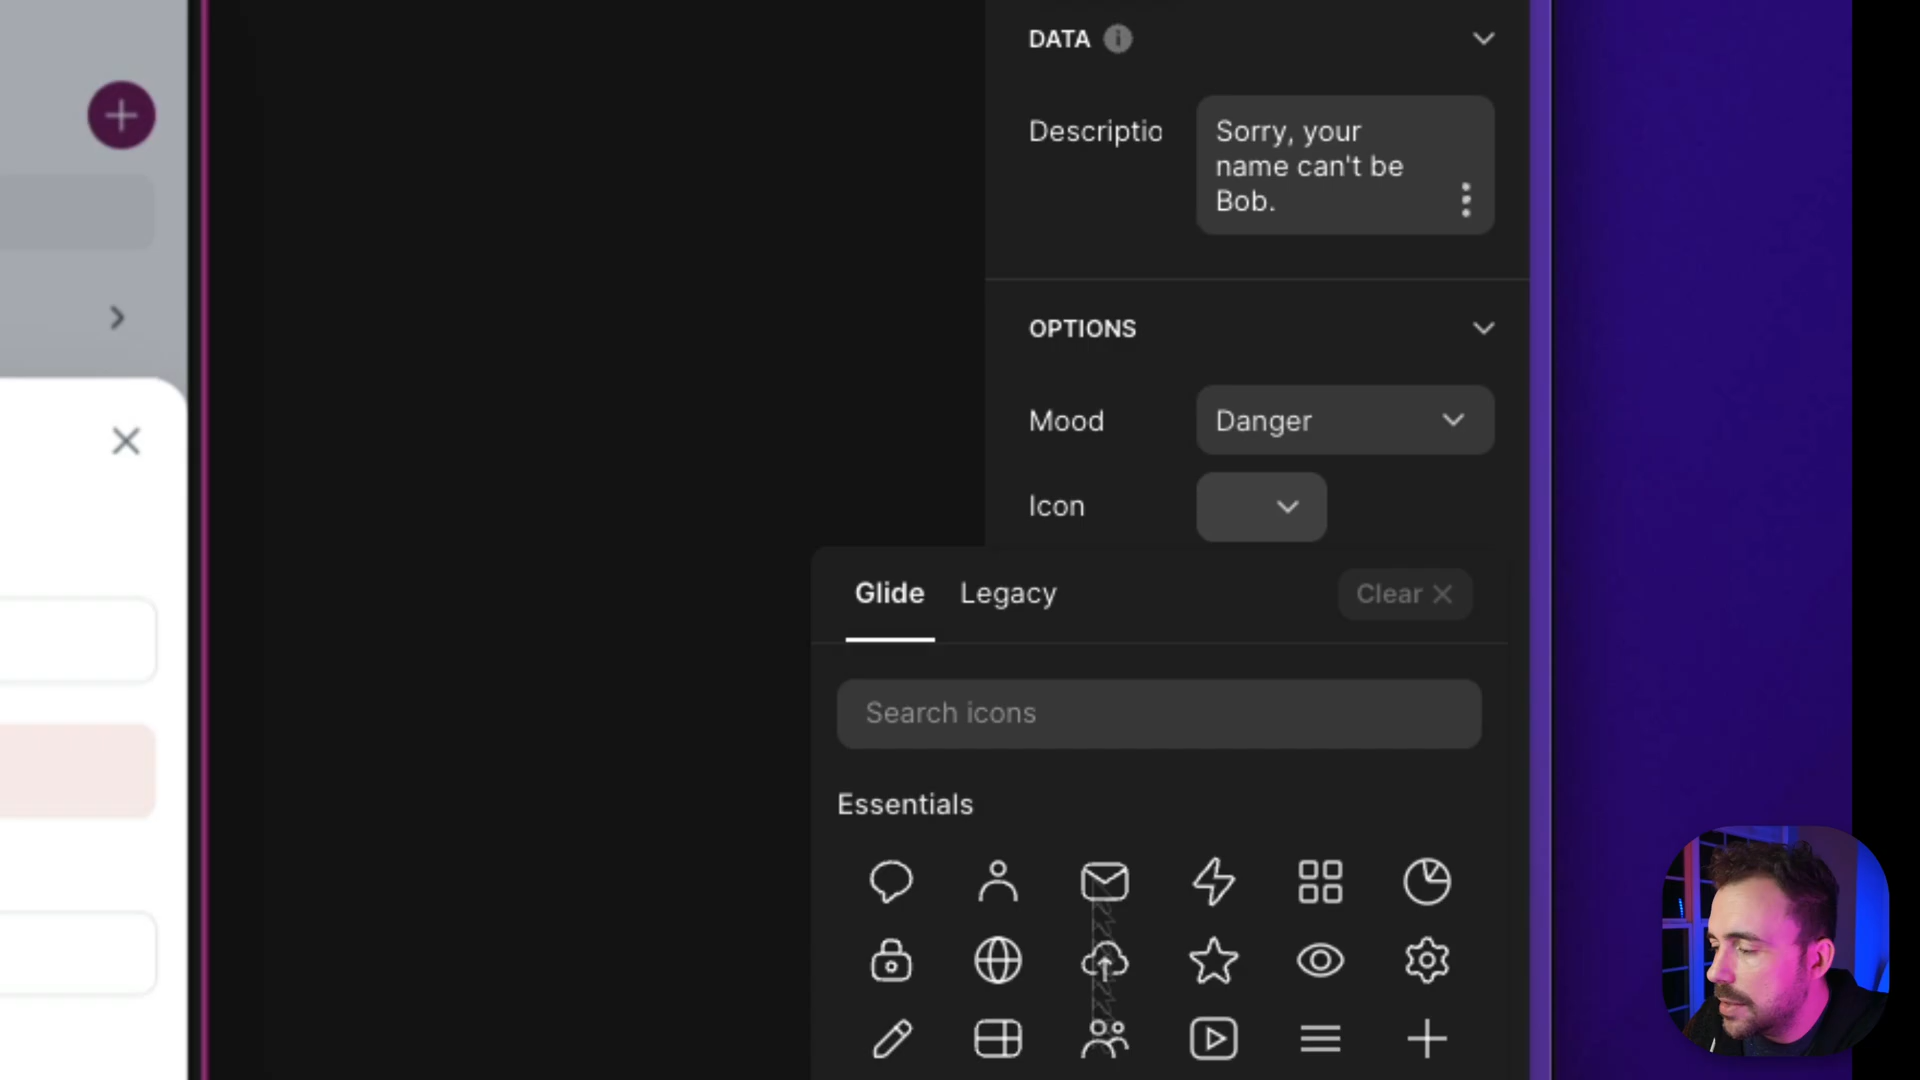 DATA
Descriptio
Sorry, your
name can't be
Bob.
OPTIONS
Mood
Danger
Icon
Glide
Legacy
Clear
Search icons
Essentials